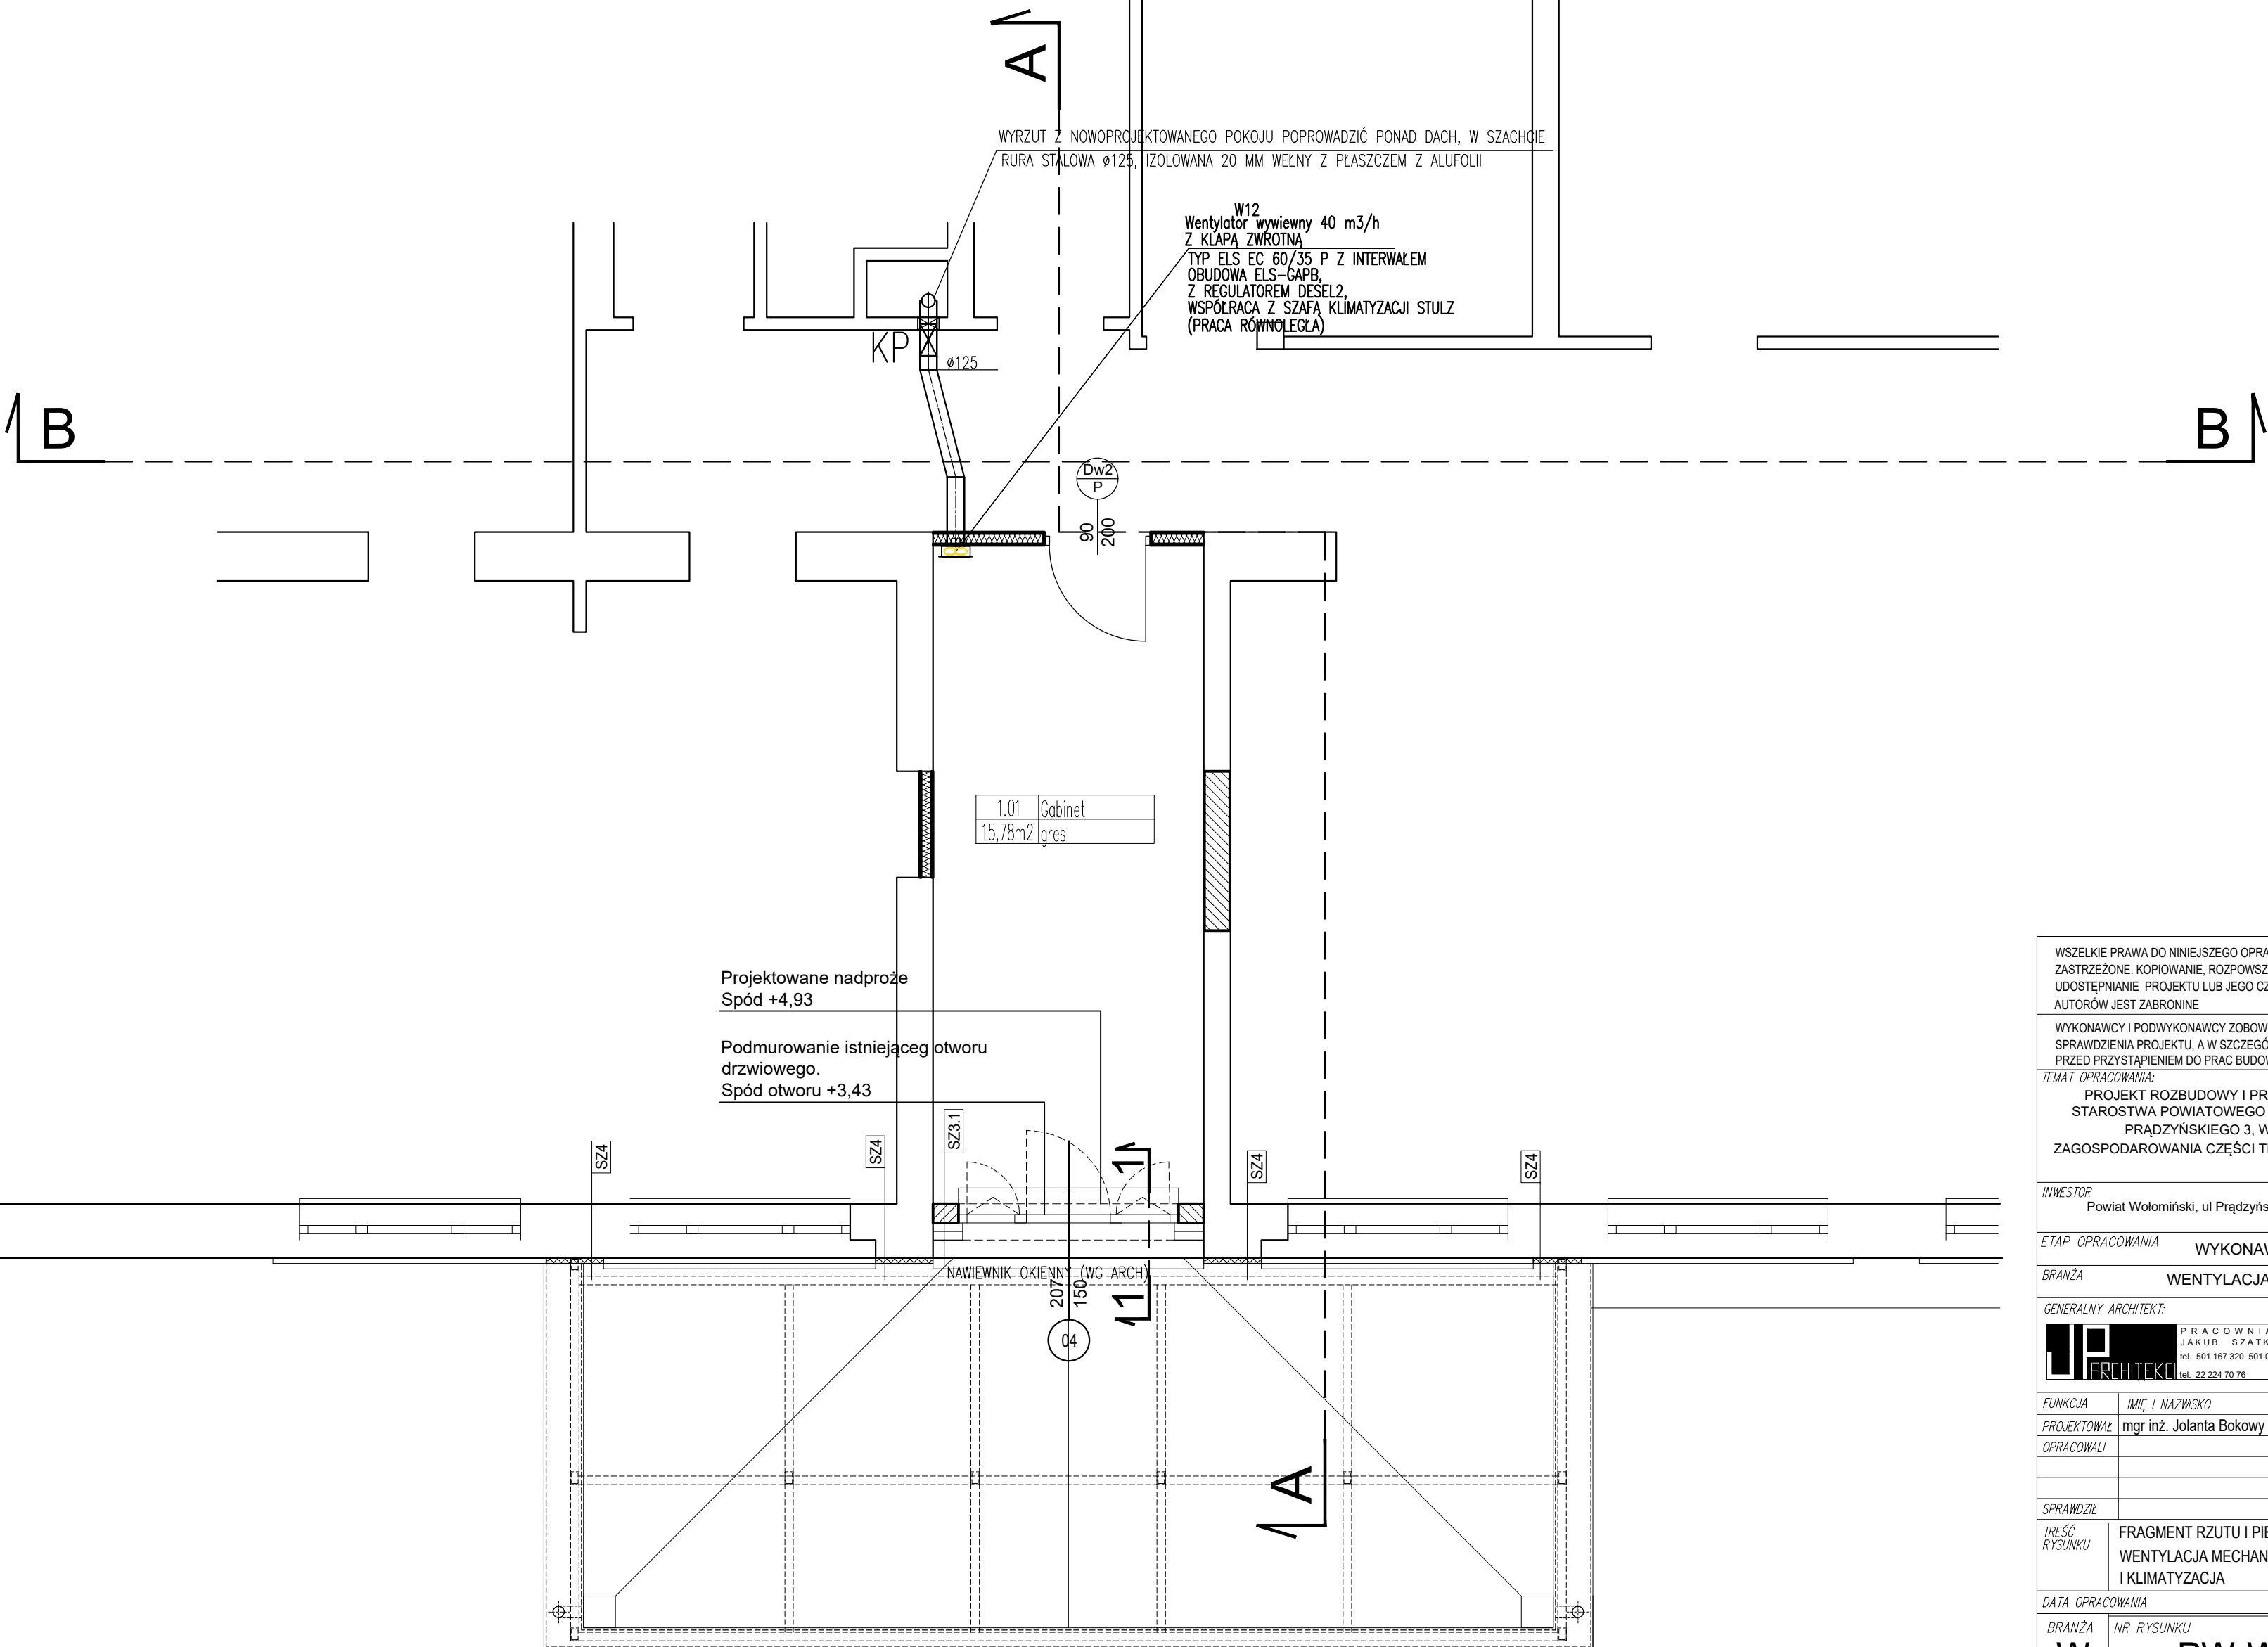 A
WYRZUT Z NOWOPROJEKTOWANEGO POKOJU POPROWADZIĆ PONAD DACH, W SZACHCIE
RURA STALOWA ø125, IZOLOWANA 20 MM WEŁNY Z PŁASZCZEM Z ALUFOLII
W12
Wentylator wywiewny 40 m3/h
Z KLAPĄ ZWROTNĄ
TYP ELS EC 60/35 P Z INTERWAŁEM
OBUDOWA ELS-GAPB,
Z REGULATOREM DESEL2,
WSPÓŁRACA Z SZAFĄ KLIMATYZACJI STULZ
(PRACA RÓWNOLEGŁA)
KP
ø125
B
B
Dw2
P
90
200
1.01 Gabinet
15,78m2 gres
Projektowane nadproże
Spód +4,93
Podmurowanie istniejąceg otworu
drzwiowego.
Spód otworu +3,43
SZ4
SZ4
SZ3.1
1
SZ4
SZ4
NAWIEWNIK OKIENNY (WG ARCH)
207
150
1
04
A
WSZELKIE PRAWA DO NINIEJSZEGO OPRA
ZASTRZEŻONE. KOPIOWANIE, ROZPOWSZ
UDOSTĘPNIANIE PROJEKTU LUB JEGO CZ
AUTORÓW JEST ZABRONINE
WYKONAWCY I PODWYKONAWCY ZOBOW
SPRAWDZIENIA PROJEKTU, A W SZCZEGÓ
PRZED PRZYSTĄPIENIEM DO PRAC BUDOW
TEMAT OPRACOWANIA:
PROJEKT ROZBUDOWY I PR
STAROSTWA POWIATOWEGO
PRĄDZYŃSKIEGO 3, W
ZAGOSPODAROWANIA CZĘŚCI TE
INWESTOR
Powiat Wołomiński, ul Prądzyńs
ETAP OPRACOWANIA WYKONAW
BRANŻA WENTYLACJA
GENERALNY ARCHITEKT:
JP ARCHITEKCI
PRACOWNIA
JAKUB SZATK
tel. 501 167 320 501 0
tel. 22 224 70 76
FUNKCJA IMIĘ I NAZWISKO
PROJEKTOWAŁ mgr inż. Jolanta Bokowy
OPRACOWALI
SPRAWDZIŁ
TREŚĆ RYSUNKU
FRAGMENT RZUTU I PIĘ
WENTYLACJA MECHAN
I KLIMATYZACJA
DATA OPRACOWANIA
BRANŻA NR RYSUNKU